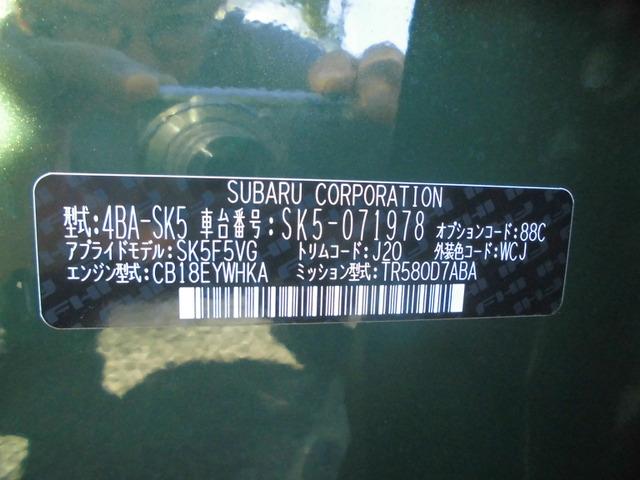 SUBARU CORPORATION
型式:4BA-SK5 車台番号:SK5-071978 オプションコード:88C
アプライドモデル:SK5F5VG トリムコード:J20 外装色コード:WCJ
エンジン型式:CB18EYWHKA ミッション型式:TR580D7ABA